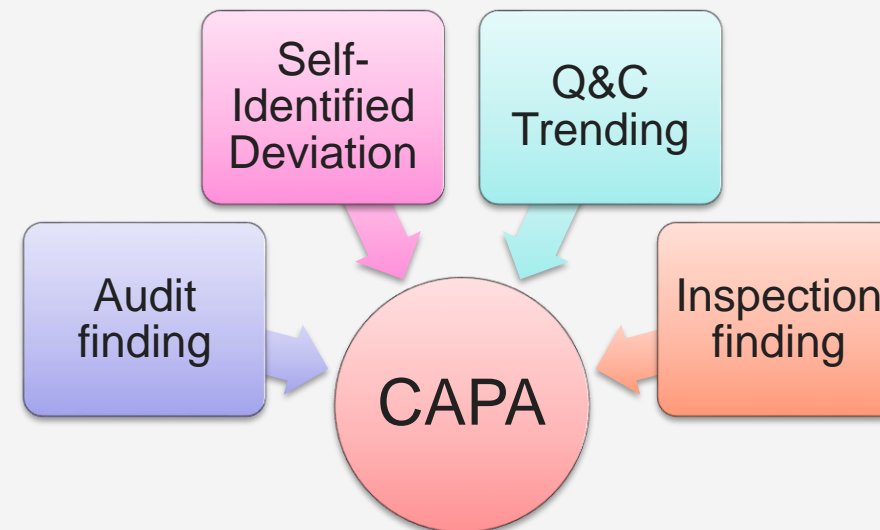 Self-
Identified
Deviation
Q&C
Trending
Audit
finding
Inspection
finding
CAPA